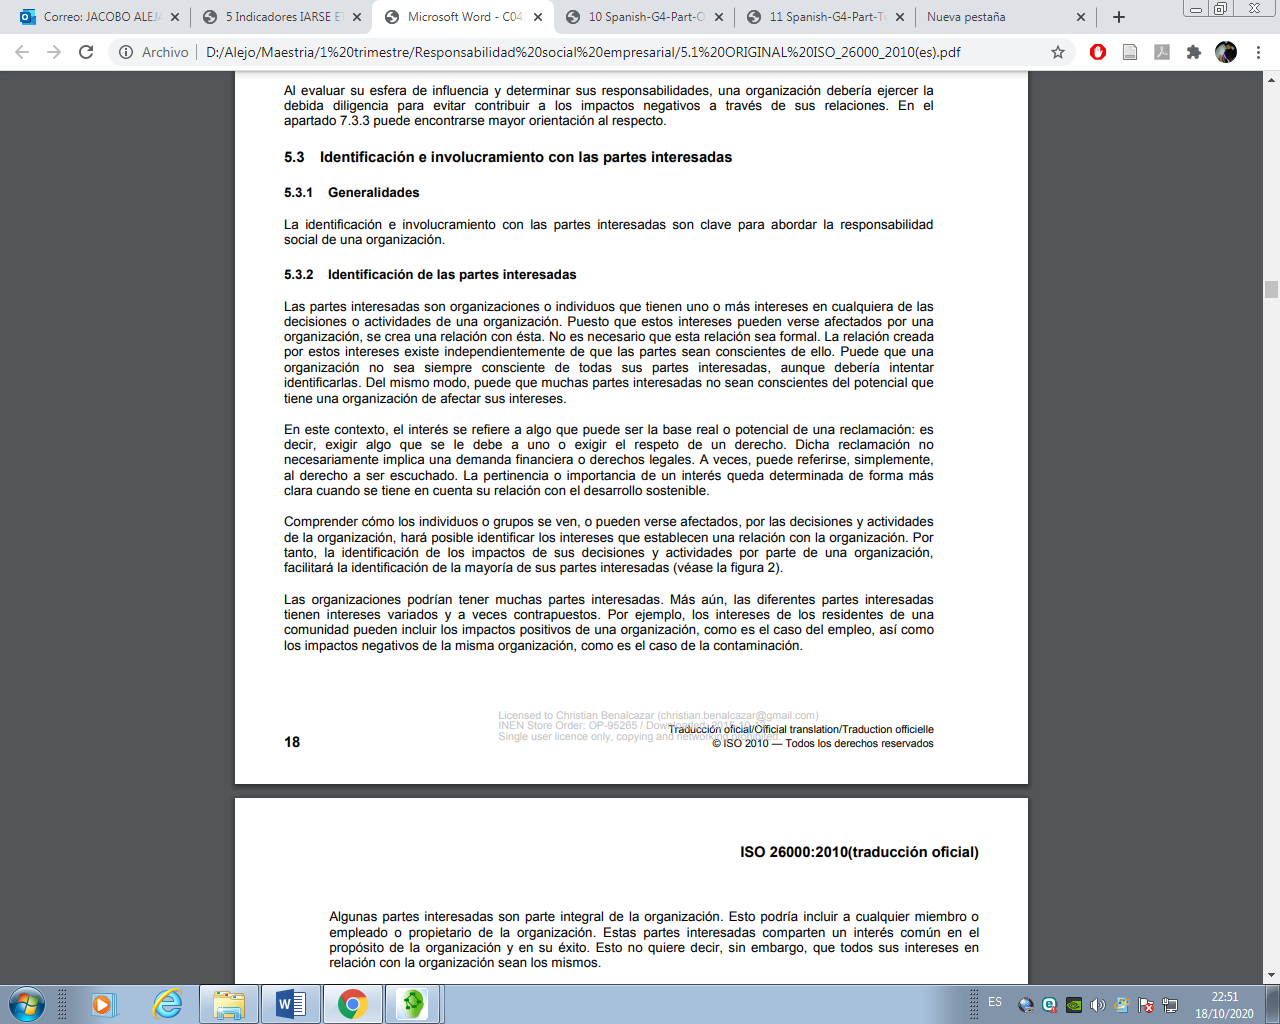 Correo: JACOBO ALEJA
5 Indicadores IARSE ET
Microsoft Word - C04
10 Spanish-G4-Part-O
11 Spanish-G4-Part-Tw
Nueva pestaña
Archivo
D:/Alejo/Maestria/1%20trimestre/Responsabilidad%20social%20empresarial/5.1%20ORIGINAL%20ISO_26000_2010(es).pdf
Al evaluar su esfera de influencia y determinar sus responsabilidades, una organización debería ejercer la
debida diligencia para evitar contribuir a los impactos negativos a través de sus relaciones. En el
apartado 7.3.3 puede encontrarse mayor orientación al respecto.
5.3 Identificación e involucramiento con las partes interesadas
5.3.1 Generalidades
La identificación e involucramiento con las partes interesadas son clave para abordar la responsabilidad
social de una organización.
5.3.2 Identificación de las partes interesadas
Las partes interesadas son organizaciones o individuos que tienen uno o más intereses en cualquiera de las
decisiones o actividades de una organización. Puesto que estos intereses pueden verse afectados por una
organización, se crea una relación con ésta. No es necesario que esta relación sea formal. La relación creada
por estos intereses existe independientemente de que las partes sean conscientes de ello. Puede que una
organización no sea siempre consciente de todas sus partes interesadas, aunque debería intentar
identificarlas. Del mismo modo, puede que muchas partes interesadas no sean conscientes del potencial que
tiene una organización de afectar sus intereses.
En este contexto, el interés se refiere a algo que puede ser la base real o potencial de una reclamación: es
decir, exigir algo que se le debe a uno o exigir el respeto de un derecho. Dicha reclamación no
necesariamente implica una demanda financiera o derechos legales. A veces, puede referirse, simplemente,
al derecho a ser escuchado. La pertinencia o importancia de un interés queda determinada de forma más
clara cuando se tiene en cuenta su relación con el desarrollo sostenible.
Comprender cómo los individuos o grupos se ven, o pueden verse afectados, por las decisiones y actividades
de la organización, hará posible identificar los intereses que establecen una relación con la organización. Por
tanto, la identificación de los impactos de sus decisiones y actividades por parte de una organización,
facilitará la identificación de la mayoría de sus partes interesadas (véase la figura 2).
Las organizaciones podrían tener muchas partes interesadas. Más aún, las diferentes partes interesadas
tienen intereses variados y a veces contrapuestos. Por ejemplo, los intereses de los residentes de una
comunidad pueden incluir los impactos positivos de una organización, como es el caso del empleo, así como
los impactos negativos de la misma organización, como es el caso de la contaminación.
Licensed to Christian Benalcazar (christian.benalcazar@gmail.com)
INEN Store Order: OP-95265 / Downloaded:
Single user licence only, copying and networking prohibited.
Traducción oficial/Official translation/Traduction officielle
18
© ISO 2010 — Todos los derechos reservados
ISO 26000:2010(traducción oficial)
Algunas partes interesadas son parte integral de la organización. Esto podría incluir a cualquier miembro o
empleado o propietario de la organización. Estas partes interesadas comparten un interés común en el
propósito de la organización y en su éxito. Esto no quiere decir, sin embargo, que todos sus intereses en
relación con la organización sean los mismos.
ES
22:51
18/10/2020